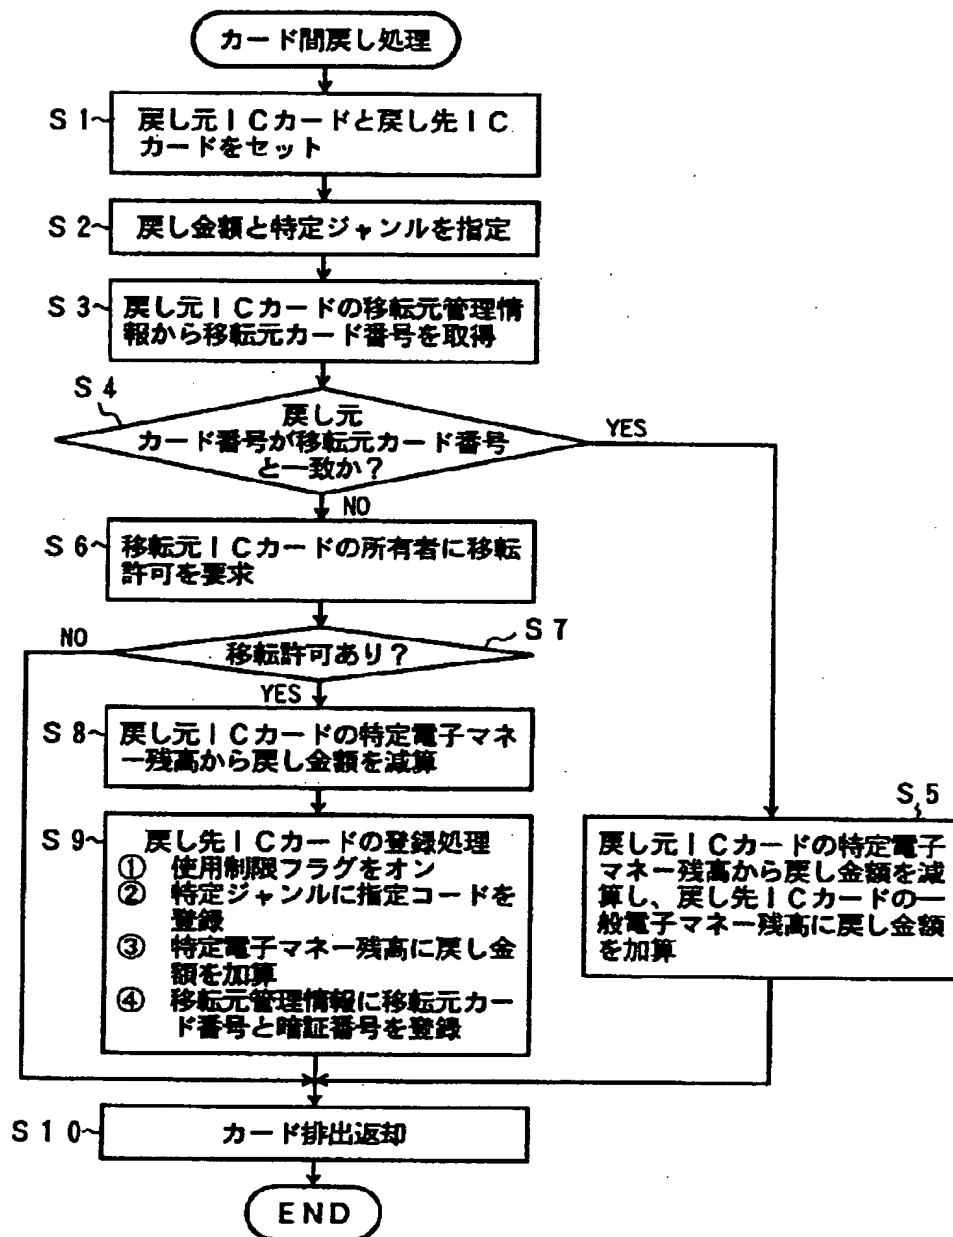 カード間戻し処理
S1
戻し元ICカードと戻し先IC
カードをセット
S2
戻し金額と特定ジャンルを指定
S3
戻し元ICカードの移転元管理情
報から移転元カード番号を取得
S4
戻し元
カード番号が移転元カード番号
と一致か?
YES
NO
S6
移転元ICカードの所有者に移転
許可を要求
S7
移転許可あり?
NO
YES
S8
戻し元ICカードの特定電子マネ
ー残高から戻し金額を減算
S9
戻し先ICカードの登録処理
① 使用制限フラグをオン
② 特定ジャンルに指定コードを
登録
③ 特定電子マネー残高に戻し金
額を加算
④ 移転元管理情報に移転元カー
ド番号と暗証番号を登録
S5
戻し元ICカードの特定電子
マネー残高から戻し金額を減
算し、戻し先ICカードの一
般電子マネー残高に戻し金額
を加算
S10
カード排出返却
END